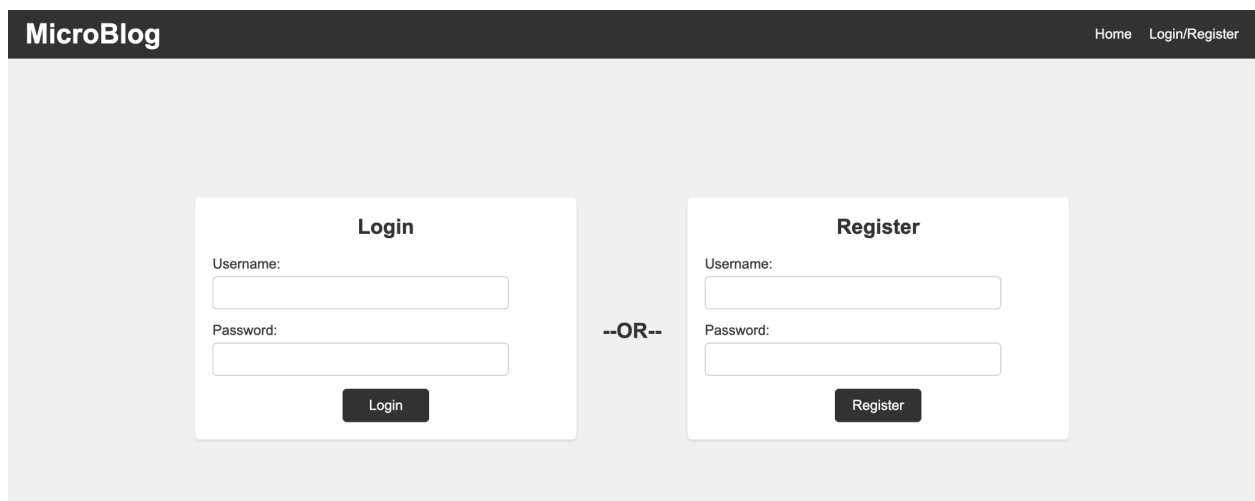 MicroBlog
Home Login/Register
Login
Username:
Password:
Login
--OR--
Register
Username:
Password:
Register